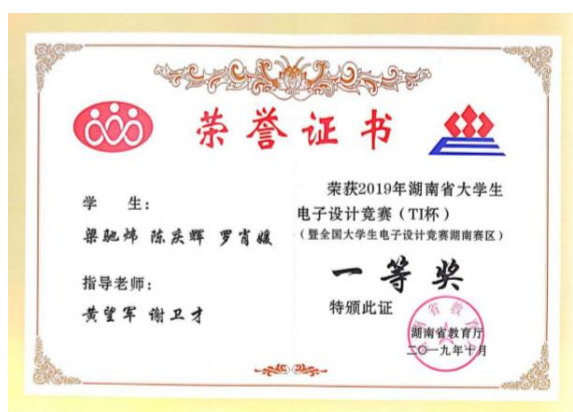 荣誉证书
学 生：
梁驰炜 陈庆辉 罗肖媛
指导老师：
黄望军 谢卫才
荣获2019年湖南省大学生
电子设计竞赛（TI杯）
（暨全国大学生电子设计竞赛湖南赛区）
一等奖
特颁此证
湖南省教育厅
二〇一九年十月